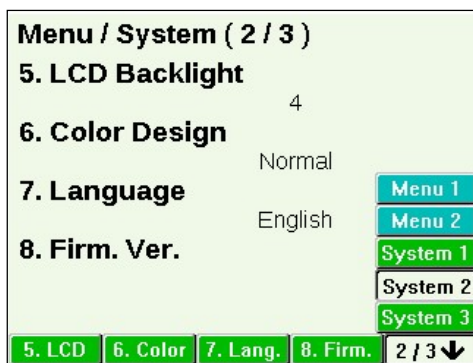 Menu / System ( 2 / 3 )
5. LCD Backlight
4
6. Color Design
Normal
7. Language
English
8. Firm. Ver.
Menu 1
Menu 2
System 1
System 2
System 3
5. LCD 6. Color 7. Lang. 8. Firm. 2 / 3 ↓